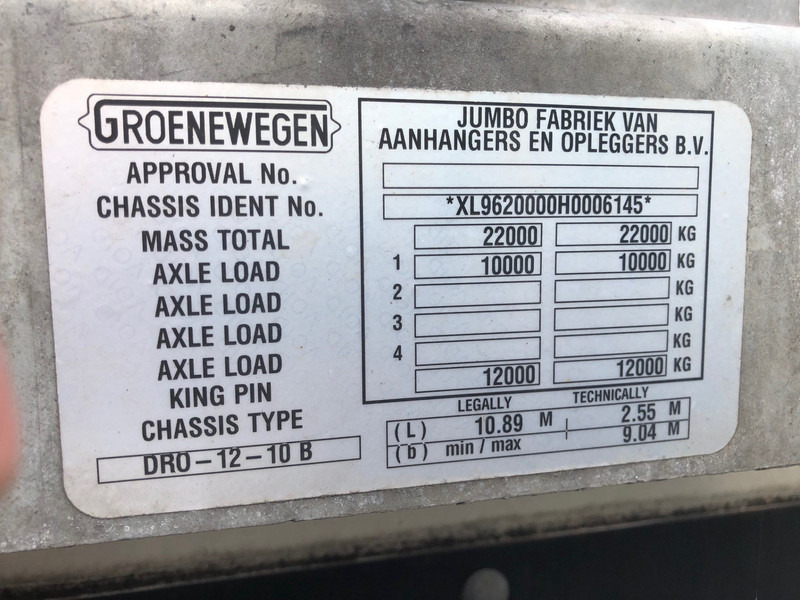 GROENEWEGEN
JUMBO FABRIEK VAN
AANHANGERS EN OPLEGGERS B.V.
APPROVAL No.
CHASSIS IDENT No. *XL9620000H0006145*
MASS TOTAL 22000 22000 KG
AXLE LOAD 1 10000 10000 KG
AXLE LOAD 2 KG
AXLE LOAD 3 KG
AXLE LOAD 4 KG
KING PIN 12000 12000 KG
CHASSIS TYPE LEGALLY TECHNICALLY
DRO-12-10 B
(L) 10.89 M 2.55 M
(b) min / max 9.04 M